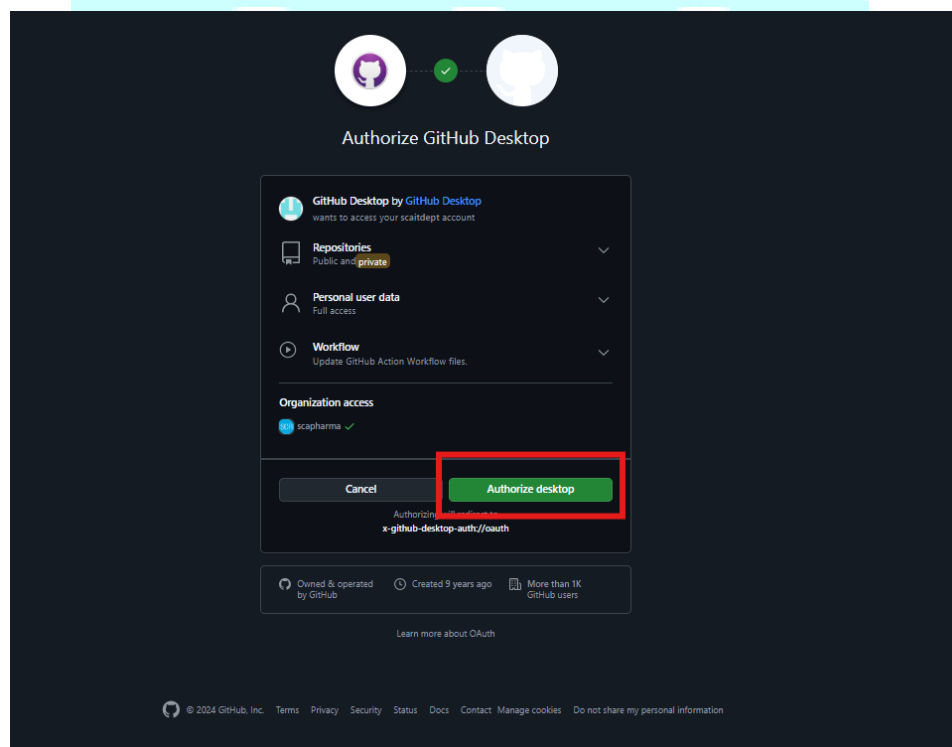 Authorize GitHub Desktop
GitHub Desktop by GitHub Desktop
wants to access your scaitdept account
Repositories
Public and private
Personal user data
Full access
Workflow
Update GitHub Action Workflow files.
Organization access
scapharma
Cancel
Authorize desktop
Authorizing will redirect to
x-github-desktop-auth://oauth
Owned & operated
by GitHub
Created 9 years ago
More than 1K
GitHub users
Learn more about OAuth
© 2024 GitHub, Inc. Terms Privacy Security Status Docs Contact Manage cookies Do not share my personal information